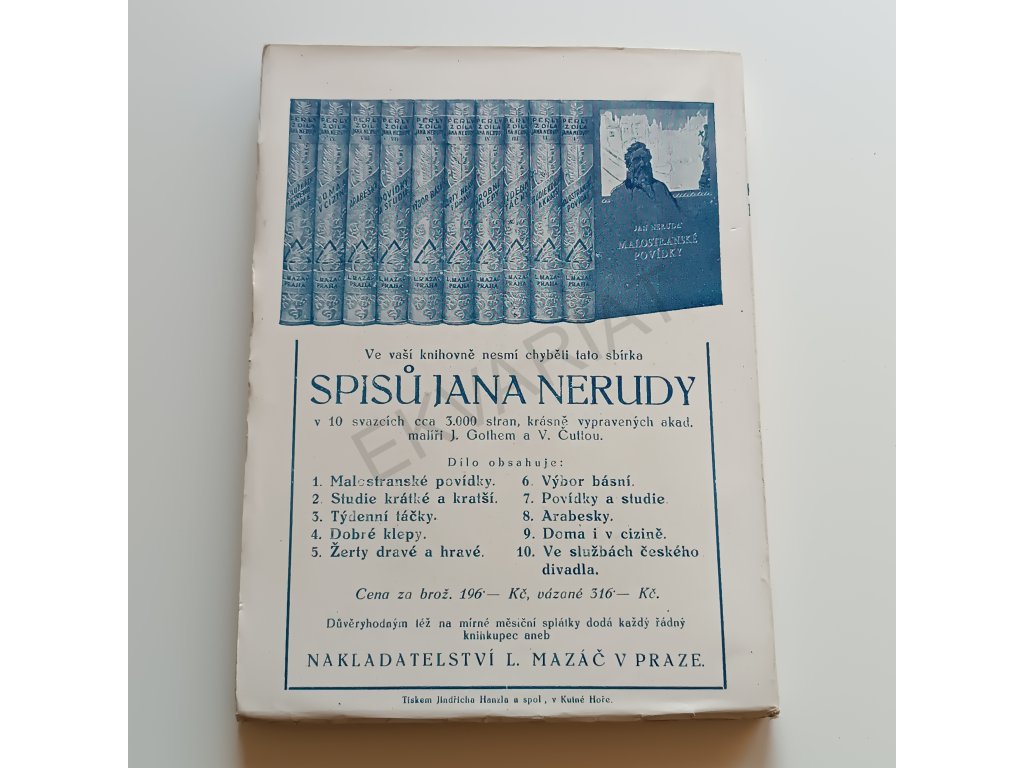 JAN NERUDA
MALOSTRANSKÉ
POVÍDKY
Ve vaší knihovně nesmí chyběti tato sbírka
SPISŮ JANA NERUDY
v 10 svazcích cca 3.000 stran, krásně vypravených akad.
malíři J. Gothem a V. Čuttou.
Dílo obsahuje:
1. Malostranské povídky.
2. Studie krátké a kratší.
3. Týdenní táčky.
4. Dobré klepy.
5. Žerty dravé a hravé.
6. Výbor básní.
7. Povídky a studie.
8. Arabesky.
9. Doma i v cizině.
10. Ve službách českého
divadla.
Cena za brož. 196·— Kč, vázané 316·— Kč.
Důvěryhodným též na mírné měsíční splátky dodá každý řádný
knihkupec aneb
NAKLADATELSTVÍ L. MAZÁČ V PRAZE.
Tiskem Jindřicha Hanzla a spol., v Kutné Hoře.
EKVARIAT